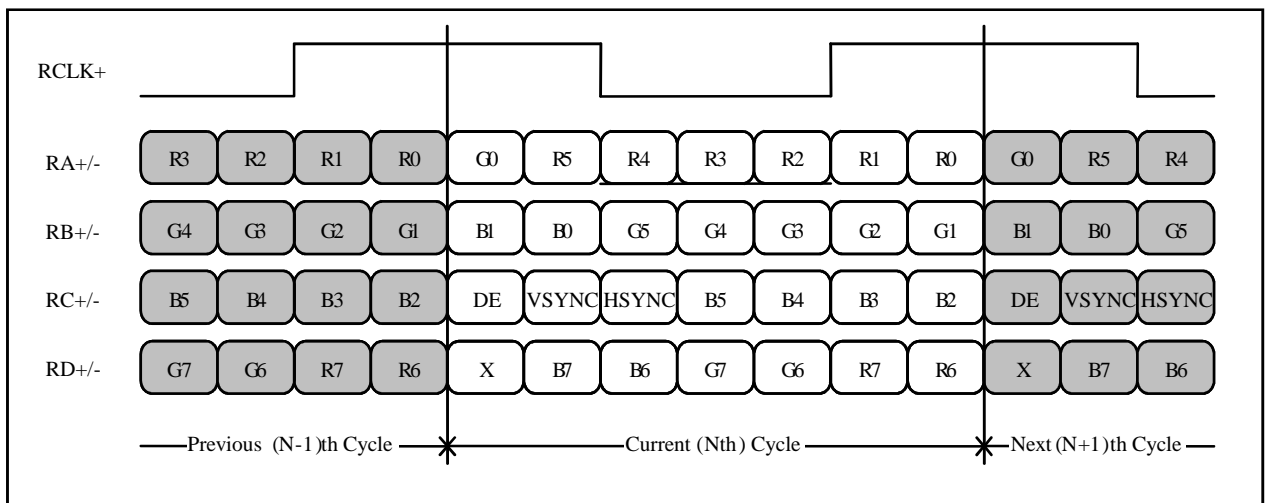 RCLK+
RA+/- R3 R2 R1 R0 G0 R5 R4 R3 R2 R1 R0 G0 R5 R4
RB+/- G4 G3 G2 G1 B1 B0 G5 G4 G3 G2 G1 B1 B0 G5
RC+/- B5 B4 B3 B2 DE VSYNC HSYNC B5 B4 B3 B2 DE VSYNC HSYNC
RD+/- G7 G6 R7 R6 X B7 B6 G7 G6 R7 R6 X B7 B6
Previous (N-1)th Cycle Current (Nth) Cycle Next (N+1)th Cycle